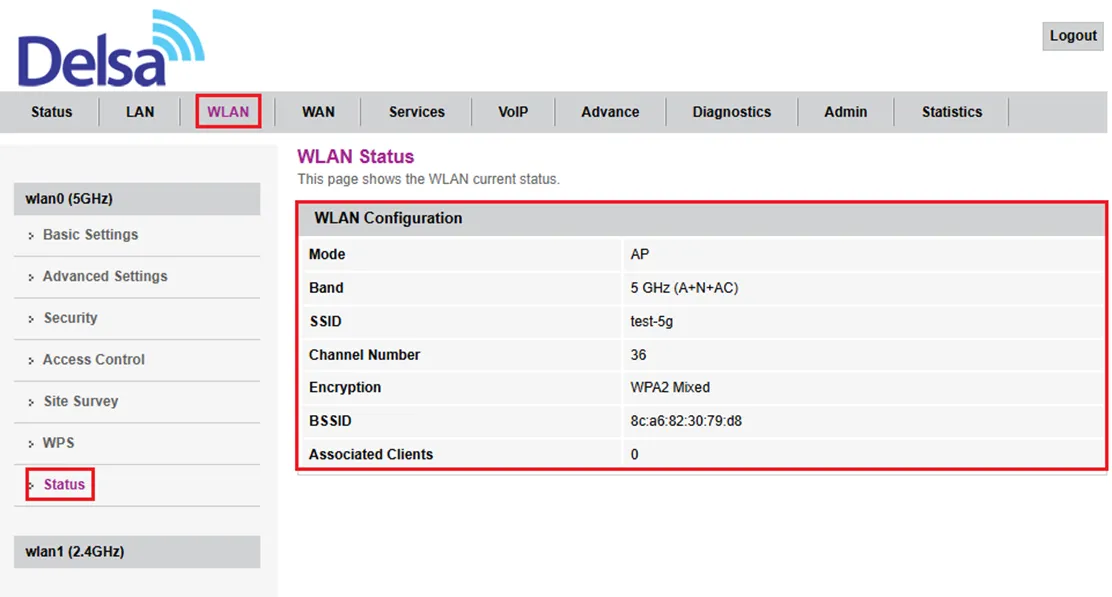 Delsa
Logout
Status LAN WLAN WAN Services VoIP Advance Diagnostics Admin Statistics
WLAN Status
This page shows the WLAN current status.
wlan0 (5GHz)
Basic Settings
Advanced Settings
Security
Access Control
Site Survey
WPS
Status
wlan1 (2.4GHz)
WLAN Configuration
Mode AP
Band 5 GHz (A+N+AC)
SSID test-5g
Channel Number 36
Encryption WPA2 Mixed
BSSID 8c:a6:82:30:79:d8
Associated Clients 0